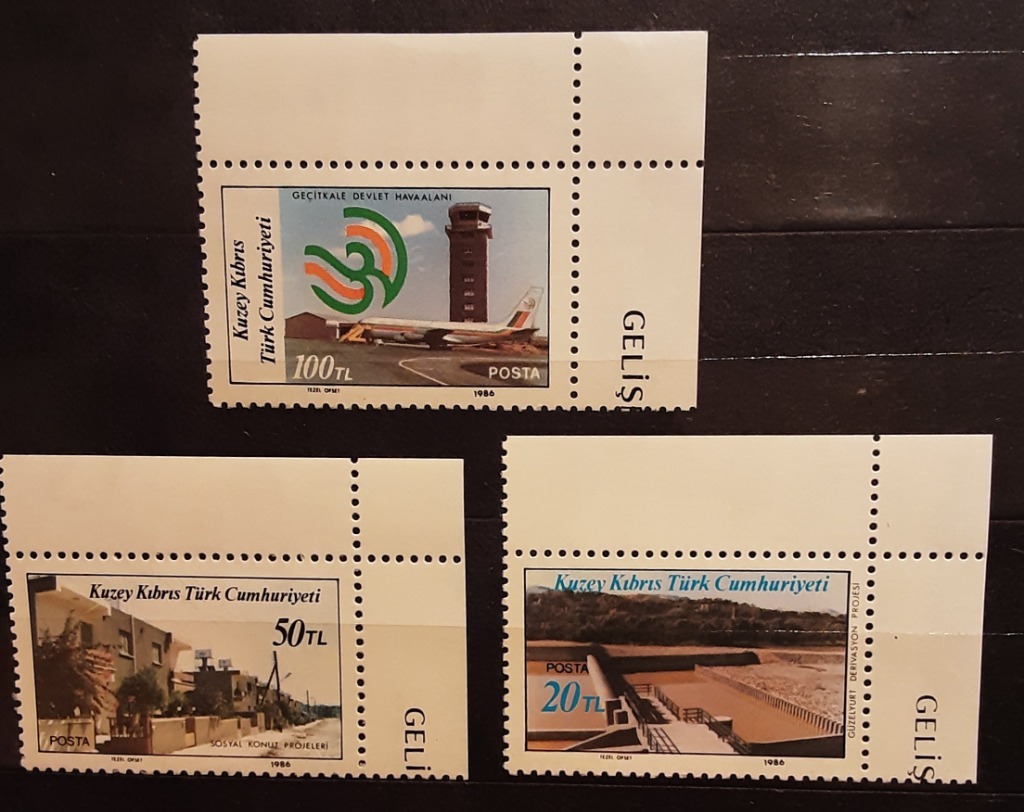 GEÇİTKALE DEVLET HAVAALANI
Kuzey Kıbrıs
Türk Cumhuriyeti
100TL
POSTA
TEZEL OFSET
1986
GELİŞ
Kuzey Kıbrıs Türk Cumhuriyeti
50TL
POSTA
SOSYAL KONUT PROJELERİ
TEZEL OFSET
1986
GELİ
Kuzey Kıbrıs Türk Cumhuriyeti
POSTA
20TL
GÜZELYURT DERİVASYON PROJESİ
TEZEL OFSET
1986
GELİŞ